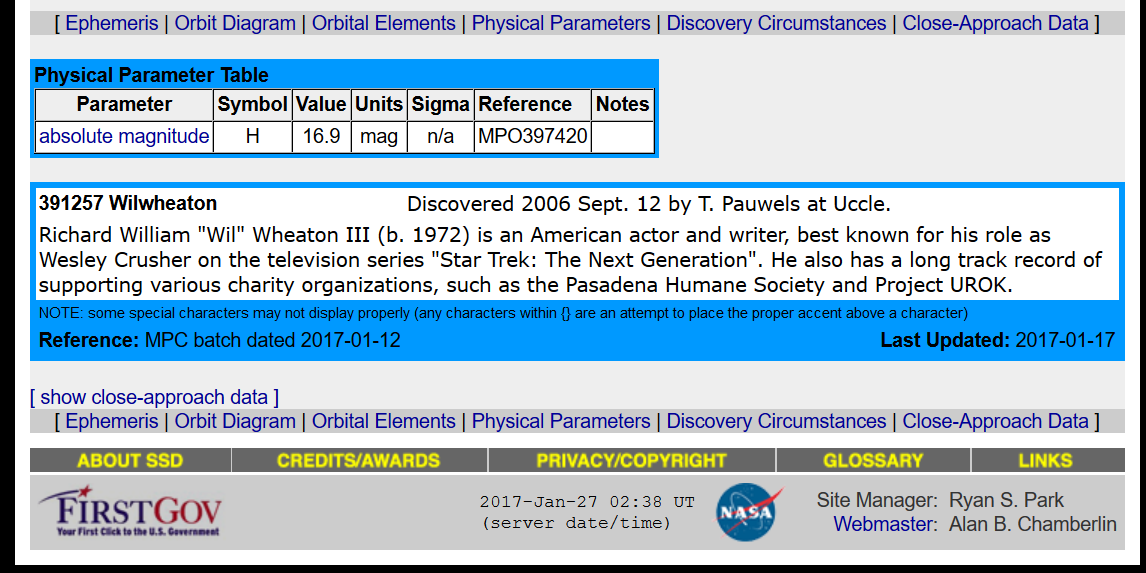 [ Ephemeris | Orbit Diagram | Orbital Elements | Physical Parameters | Discovery Circumstances | Close-Approach Data ]
Physical Parameter Table
Parameter Symbol Value Units Sigma Reference Notes
absolute magnitude H 16.9 mag n/a MPO397420
391257 Wilwheaton Discovered 2006 Sept. 12 by T. Pauwels at Uccle.
Richard William "Wil" Wheaton III (b. 1972) is an American actor and writer, best known for his role as
Wesley Crusher on the television series "Star Trek: The Next Generation". He also has a long track record of
supporting various charity organizations, such as the Pasadena Humane Society and Project UROK.
NOTE: some special characters may not display properly (any characters within {} are an attempt to place the proper accent above a character)
Reference: MPC batch dated 2017-01-12 Last Updated: 2017-01-17
[ show close-approach data ]
[ Ephemeris | Orbit Diagram | Orbital Elements | Physical Parameters | Discovery Circumstances | Close-Approach Data ]
ABOUT SSD CREDITS/AWARDS PRIVACY/COPYRIGHT GLOSSARY LINKS
FIRSTGOV
Your First Click to the U.S. Government
2017-Jan-27 02:38 UT
(server date/time)
NASA
Site Manager: Ryan S. Park
Webmaster: Alan B. Chamberlin